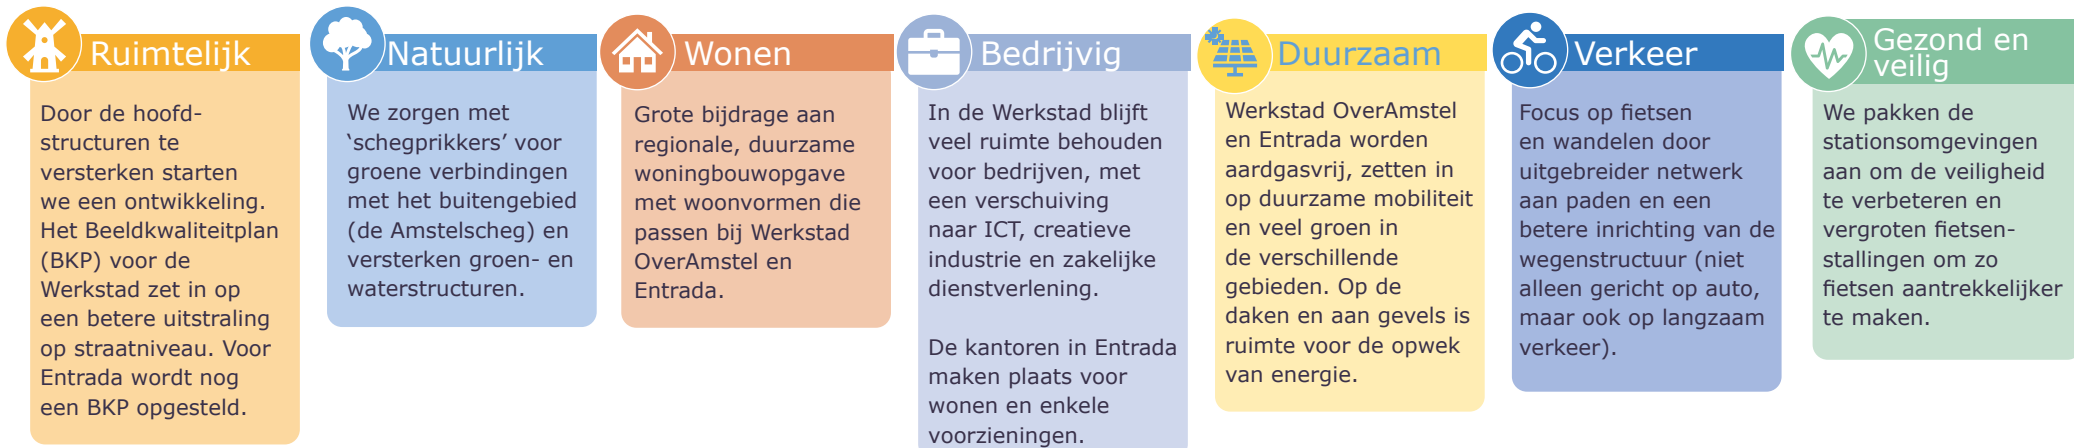 Ruimtelijk
Door de hoofd-
structuren te
versterken starten
we een ontwikkeling.
Het Beeldkwaliteitplan
(BKP) voor de
Werkstad zet in op
een betere uitstraling
op straatniveau. Voor
Entrada wordt nog
een BKP opgesteld.
Natuurlijk
We zorgen met
‘schegprikkers’ voor
groene verbindingen
met het buitengebied
(de Amstelscheg) en
versterken groen- en
waterstructuren.
Wonen
Grote bijdrage aan
regionale, duurzame
woningbouwopgave
met woonvormen die
passen bij Werkstad
OverAmstel en
Entrada.
Bedrijvig
In de Werkstad blijft
veel ruimte behouden
voor bedrijven, met
een verschuiving
naar ICT, creatieve
industrie en zakelijke
dienstverlening.
De kantoren in Entrada
maken plaats voor
wonen en enkele
voorzieningen.
Duurzaam
Werkstad OverAmstel
en Entrada worden
aardgasvrij, zetten in
op duurzame mobiliteit
en veel groen in
de verschillende
gebieden. Op de
daken en aan gevels is
ruimte voor de opwek
van energie.
Verkeer
Focus op fietsen
en wandelen door
uitgebreider netwerk
aan paden en een
betere inrichting van de
wegenstructuur (niet
alleen gericht op auto,
maar ook op langzaam
verkeer).
Gezond en
veilig
We pakken de
stationsomgevingen
aan om de veiligheid
te verbeteren en
vergroten fietsen-
stallingen om zo
fietsen aantrekkelijker
te maken.